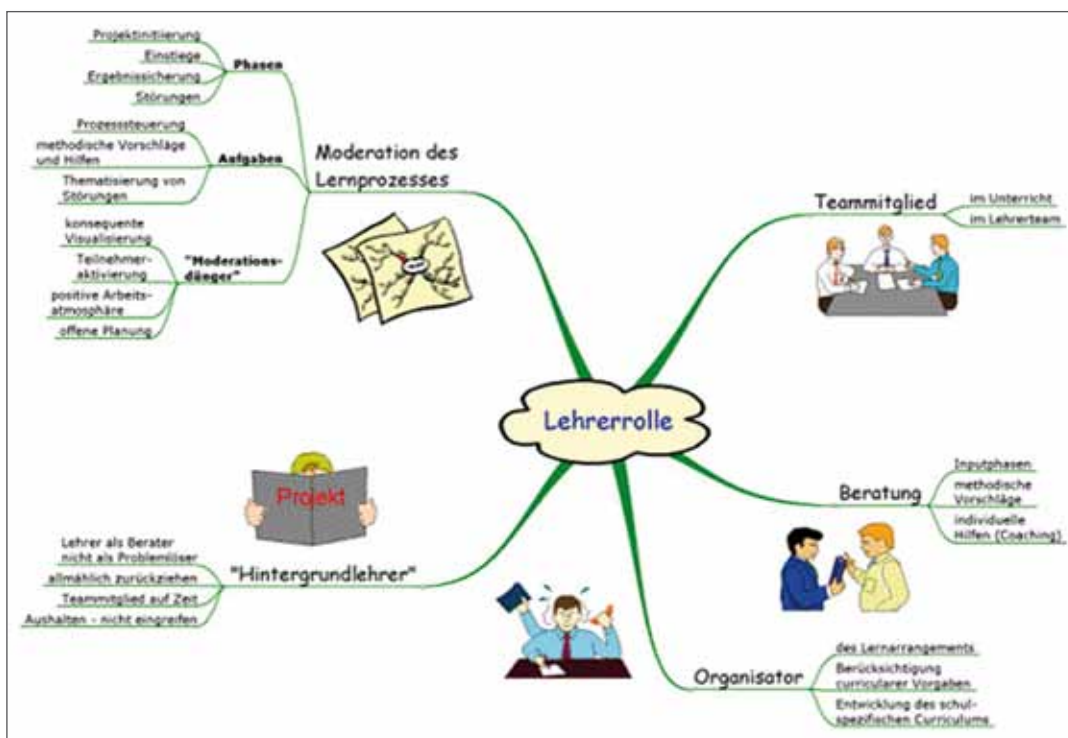 Projektinitiierung
Einstiege
Ergebnissicherung
Störungen
Phasen
Prozesssteuerung
methodische Vorschläge
und Hilfen
Thematisierung von
Störungen
Aufgaben
konsequente
Visualisierung
Teilnehmer-
aktivierung
positive Arbeits-
atmosphäre
offene Planung
"Moderations-
dünger"
Moderation des
Lernprozesses
Teammitglied
im Unterricht
im Lehrerteam
Lehrerrolle
Beratung
Inputphasen
methodische
Vorschläge
individuelle
Hilfen (Coaching)
Projekt
Lehrer als Berater
nicht als Problemlöser
allmählich zurückziehen
Teammitglied auf Zeit
Aushalten - nicht eingreifen
"Hintergrundlehrer"
Organisator
des Lernarrangements
Berücksichtigung
curricularer Vorgaben
Entwicklung des schul-
spezifischen Curriculums